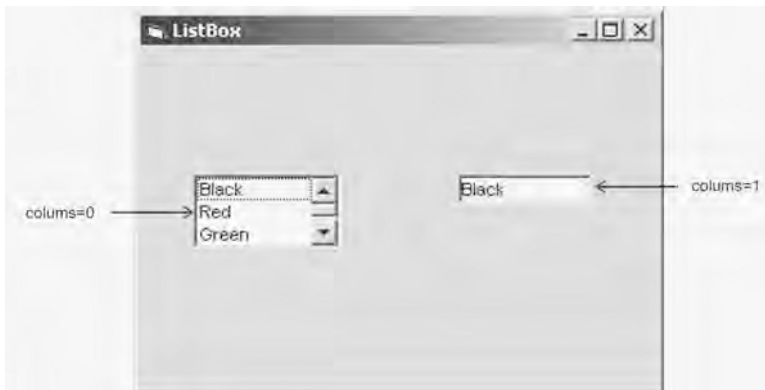 ListBox
Black
Red
Green
Black
colums=0
colums=1